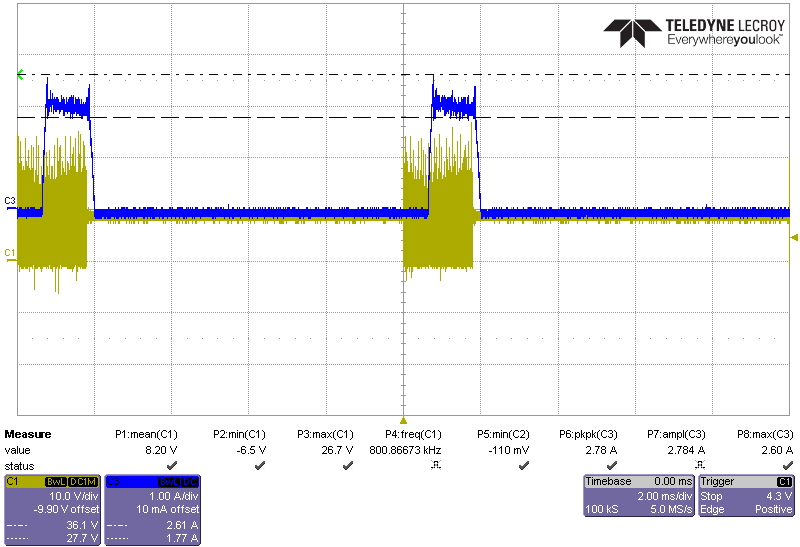 TELEDYNE LECROY
Everywhereyoulook™
C3
C1
Measure P1:mean(C1) P2:min(C1) P3:max(C1) P4:freq(C1) P5:min(C2) P6:pkpk(C3) P7:ampl(C3) P8:max(C3)
value 8.20 V -6.5 V 26.7 V 800.86673 kHz -110 mV 2.78 A 2.784 A 2.60 A
status
C1 BwL DC1M
10.0 V/div
-9.90 V offset
36.1 V
27.7 V
C3 BwL DC
1.00 A/div
10 mA offset
2.61 A
1.77 A
Timebase 0.00 ms
2.00 ms/div
100 kS 5.0 MS/s
Trigger C1
Stop 4.3 V
Edge Positive